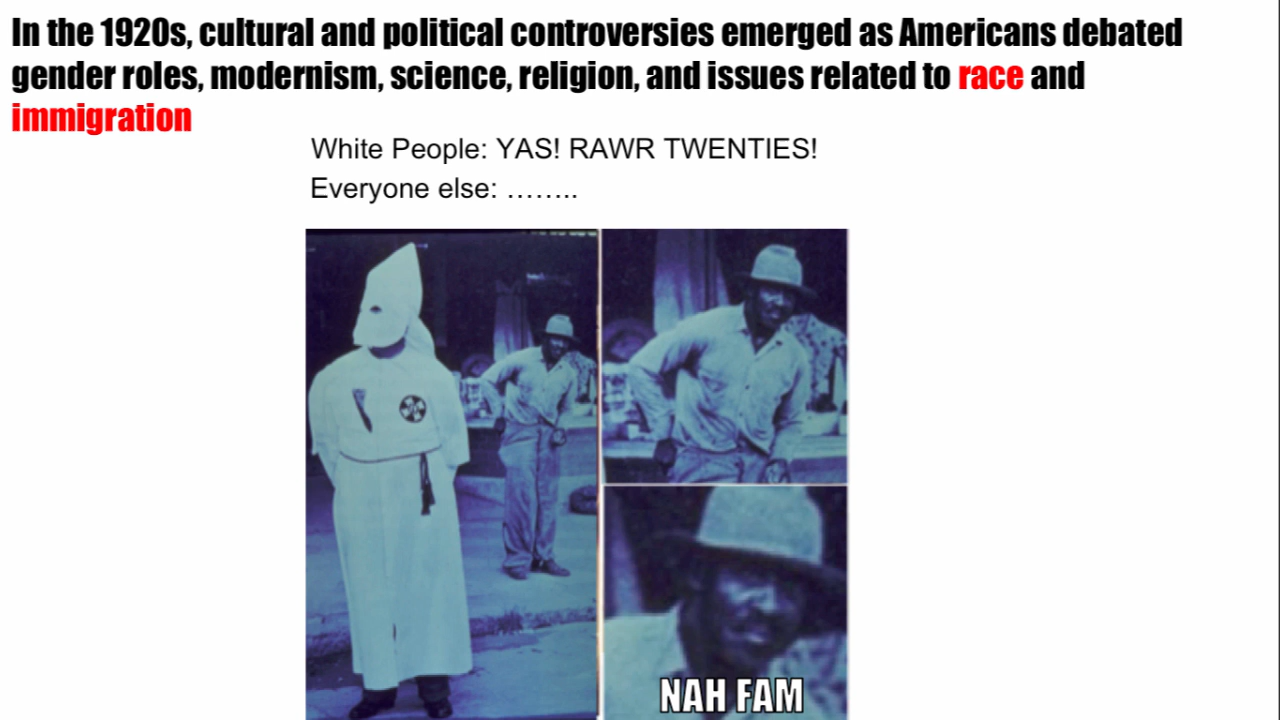 In the 1920s, cultural and political controversies emerged as Americans debated
gender roles, modernism, science, religion, and issues related to race and
immigration
White People: YAS! RAWR TWENTIES!
Everyone else: ……..
NAH FAM